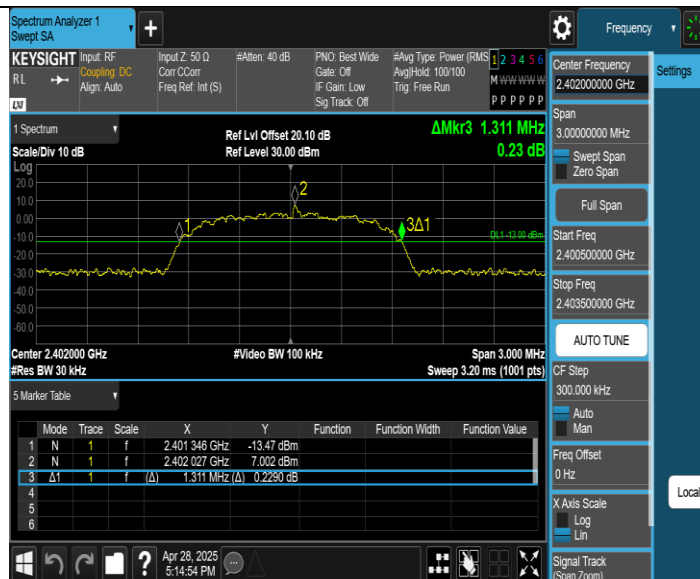 Spectrum Analyzer 1
Swept SA
Frequency
KEYSIGHT
RL
LXI
Input: RF
Coupling: DC
Align: Auto
Input Z: 50 Ω
Corr CCorr
Freq Ref: Int (S)
#Atten: 40 dB
PNO: Best Wide
Gate: Off
IF Gain: Low
Sig Track: Off
#Avg Type: Power (RMS
Avg|Hold: 100/100
Trig: Free Run
1 2 3 4 5 6
M W W W W W
P P P P P P
1 Spectrum
Scale/Div 10 dB
Ref Lvl Offset 20.10 dB
Ref Level 30.00 dBm
ΔMkr3 1.311 MHz
0.23 dB
Log
20.0
10.0
0.00
-10.0
-20.0
-30.0
-40.0
-50.0
-60.0
1
2
3Δ1
DL1 -13.00 dBm
Center 2.402000 GHz
#Res BW 30 kHz
#Video BW 100 kHz
Span 3.000 MHz
Sweep 3.20 ms (1001 pts)
5 Marker Table
Mode Trace Scale X Y Function Function Width Function Value
1 N 1 f 2.401 346 GHz -13.47 dBm
2 N 1 f 2.402 027 GHz 7.002 dBm
3 Δ1 1 f (Δ) 1.311 MHz (Δ) 0.2290 dB
4
5
6
?
Apr 28, 2025
5:14:54 PM
Center Frequency
2.402000000 GHz
Span
3.00000000 MHz
Swept Span
Zero Span
Full Span
Start Freq
2.400500000 GHz
Stop Freq
2.403500000 GHz
AUTO TUNE
CF Step
300.000 kHz
Auto
Man
Freq Offset
0 Hz
X Axis Scale
Log
Lin
Signal Track
(Span Zoom)
Settings
Local